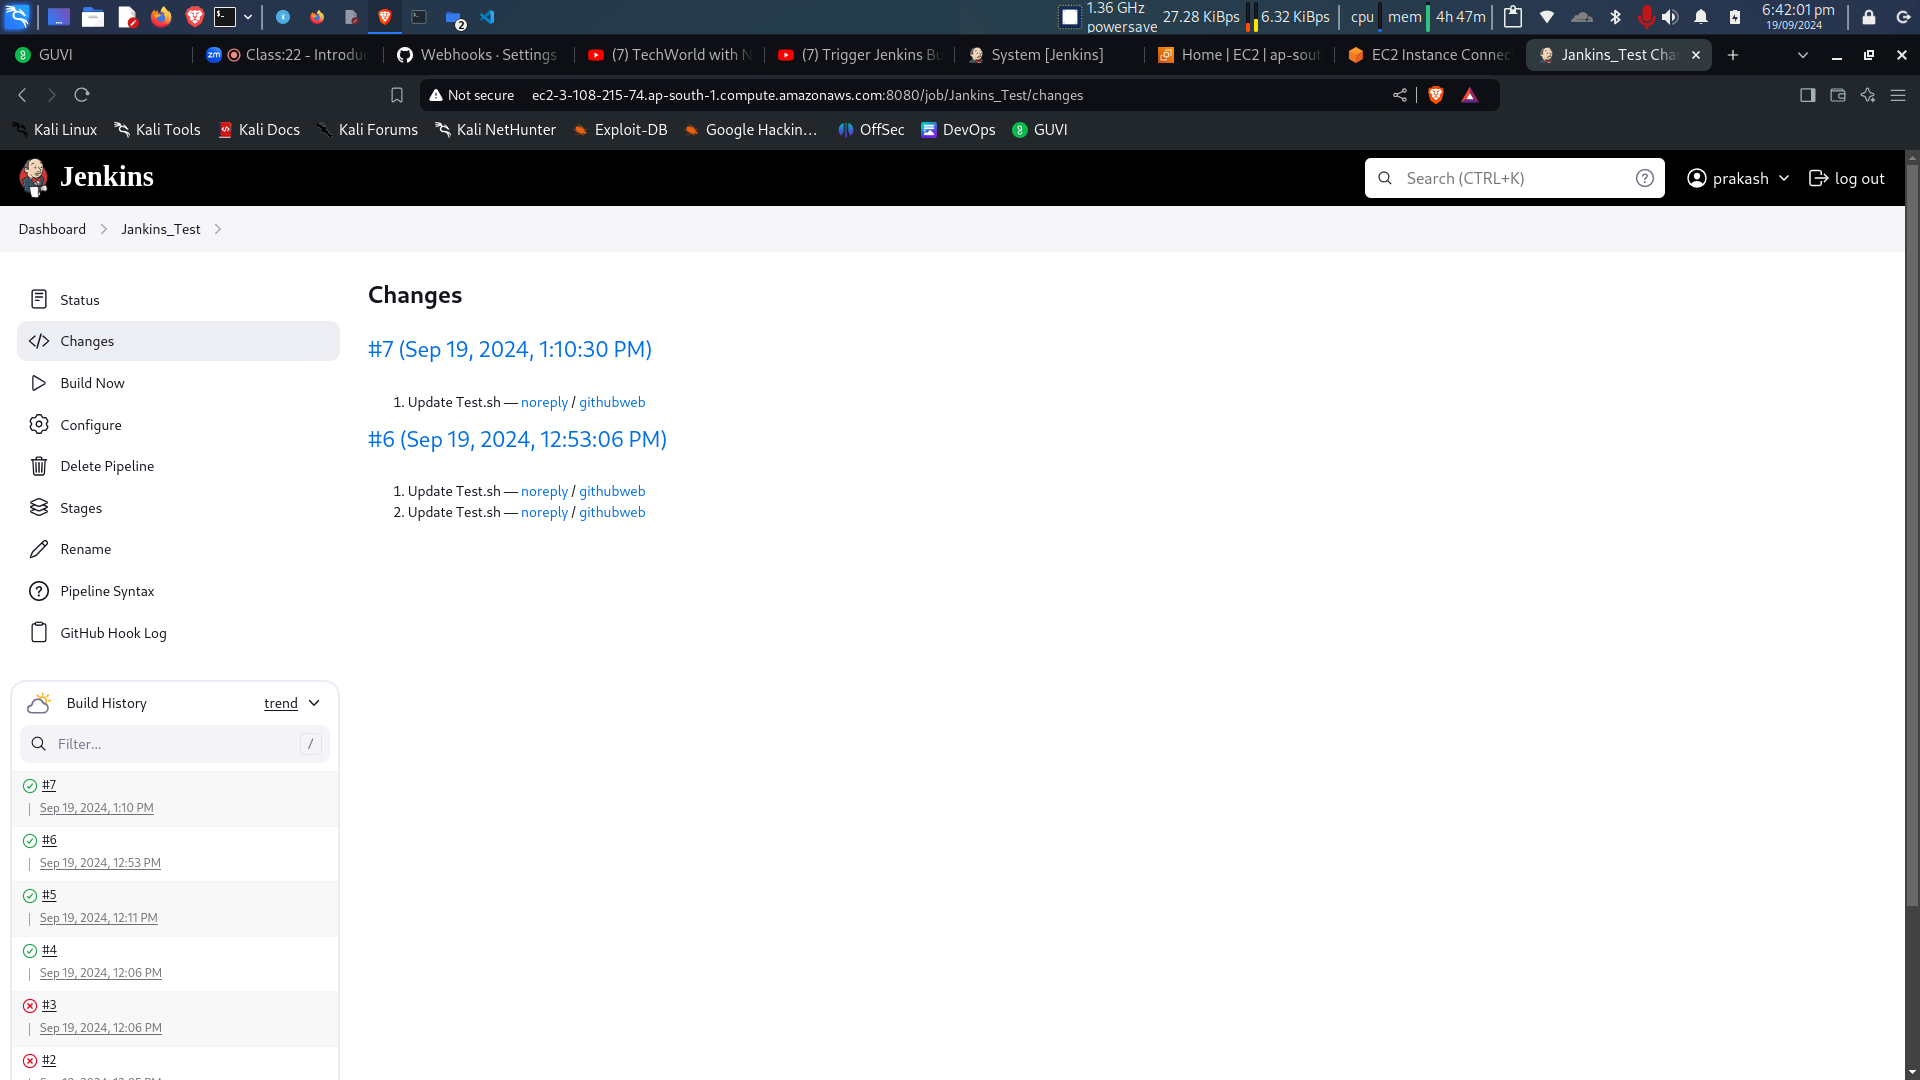 1.36 GHz
powersave
27.28 KiBps
6.32 KiBps
cpu
mem
4h 47m
6:42:01 pm
19/09/2024
2
GUVI
Class:22 - Introduc
Webhooks · Settings
(7) TechWorld with N
(7) Trigger Jenkins Bu
System [Jenkins]
Home | EC2 | ap-sout
EC2 Instance Connec
Jankins_Test Cha
Not secure
ec2-3-108-215-74.ap-south-1.compute.amazonaws.com:8080/job/Jankins_Test/changes
Kali Linux
Kali Tools
Kali Docs
Kali Forums
Kali NetHunter
Exploit-DB
Google Hackin…
OffSec
DevOps
GUVI
Jenkins
Search (CTRL+K)
prakash
log out
Dashboard
Jankins_Test
Status
Changes
Build Now
Configure
Delete Pipeline
Stages
Rename
Pipeline Syntax
GitHub Hook Log
Build History
trend
Filter...
/
#7
Sep 19, 2024, 1:10 PM
#6
Sep 19, 2024, 12:53 PM
#5
Sep 19, 2024, 12:11 PM
#4
Sep 19, 2024, 12:06 PM
#3
Sep 19, 2024, 12:06 PM
#2
Changes
#7 (Sep 19, 2024, 1:10:30 PM)
1. Update Test.sh — noreply / githubweb
#6 (Sep 19, 2024, 12:53:06 PM)
1. Update Test.sh — noreply / githubweb
2. Update Test.sh — noreply / githubweb